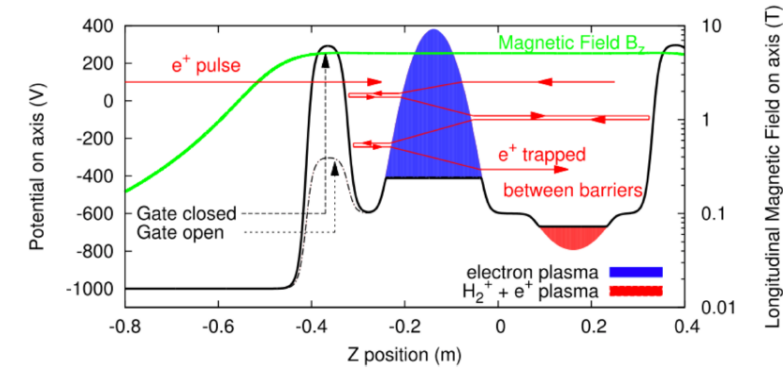 Magnetic Field B_z
e⁺ pulse
e⁺ trapped
between barriers
Gate closed
Gate open
electron plasma
H₂⁺ + e⁺ plasma
Potential on axis (V)
400
200
0
-200
-400
-600
-800
-1000
-0.8
-0.6
-0.4
-0.2
0
0.2
0.4
Z position (m)
10
1
0.1
0.01
Longitudinal Magnetic Field on axis (T)